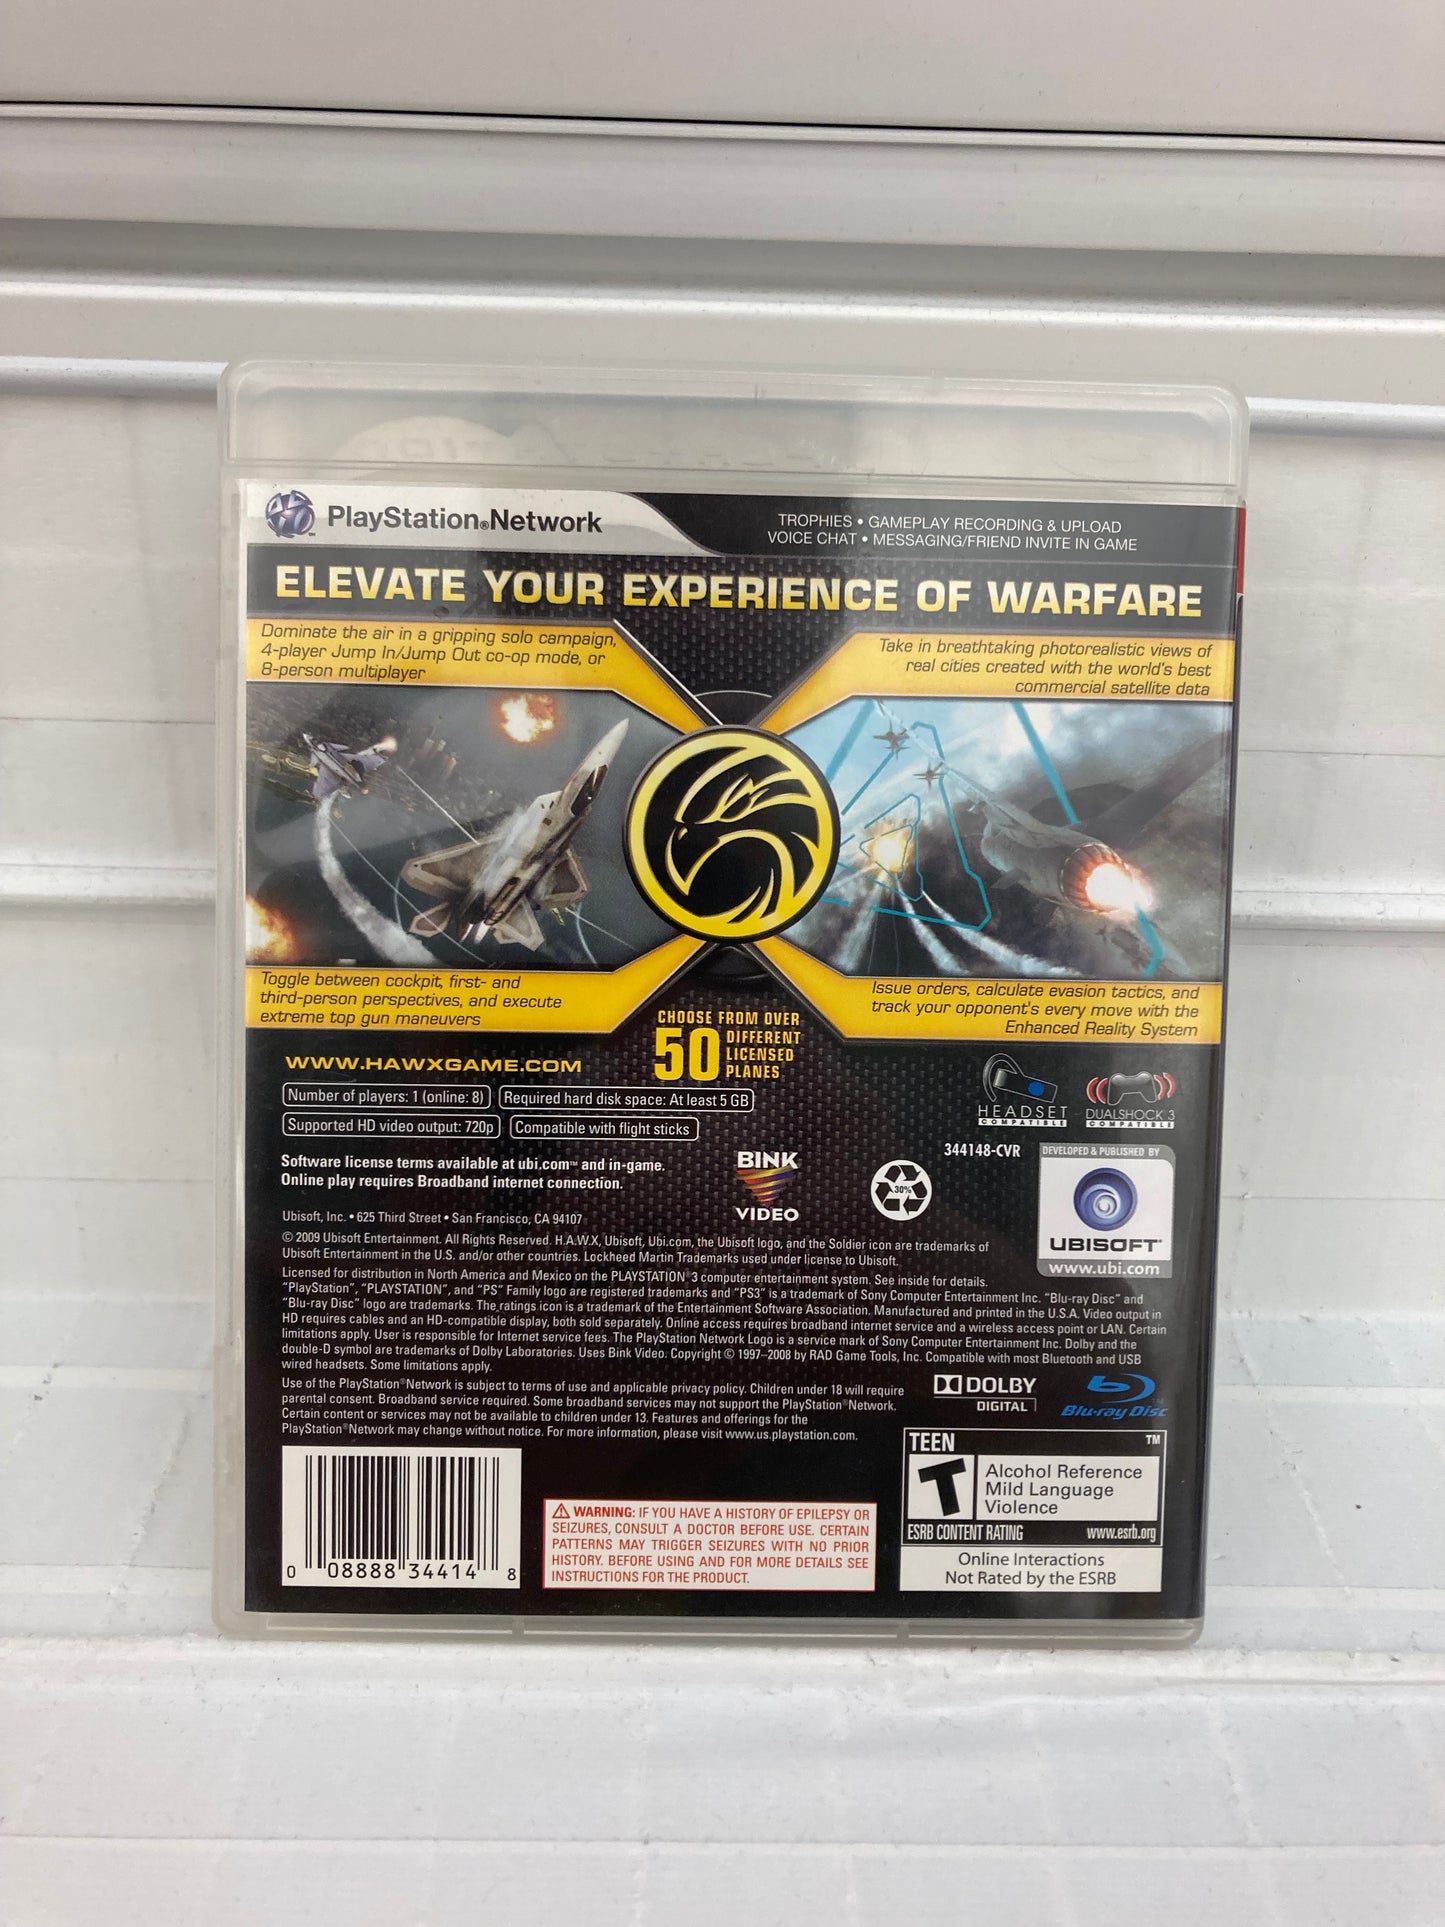 PlayStation®Network
TROPHIES • GAMEPLAY RECORDING & UPLOAD
VOICE CHAT • MESSAGING/FRIEND INVITE IN GAME
ELEVATE YOUR EXPERIENCE OF WARFARE
Dominate the air in a gripping solo campaign,
4-player Jump In/Jump Out co-op mode, or
8-person multiplayer
Take in breathtaking photorealistic views of
real cities created with the world's best
commercial satellite data
Toggle between cockpit, first- and
third-person perspectives, and execute
extreme top gun maneuvers
Issue orders, calculate evasion tactics, and
track your opponent's every move with the
Enhanced Reality System
CHOOSE FROM OVER
50 DIFFERENT
LICENSED
PLANES
WWW.HAWXGAME.COM
Number of players: 1 (online: 8)
Required hard disk space: At least 5 GB
Supported HD video output: 720p
Compatible with flight sticks
HEADSET
COMPATIBLE
DUALSHOCK 3
COMPATIBLE
Software license terms available at ubi.com™ and in-game.
Online play requires Broadband internet connection.
BINK
VIDEO
30%
344148-CVR
DEVELOPED & PUBLISHED BY
UBISOFT
www.ubi.com
Ubisoft, Inc. • 625 Third Street • San Francisco, CA 94107
© 2009 Ubisoft Entertainment. All Rights Reserved. H.A.W.X, Ubisoft, Ubi.com, the Ubisoft logo, and the Soldier icon are trademarks of
Ubisoft Entertainment in the U.S. and/or other countries. Lockheed Martin Trademarks used under license to Ubisoft.
Licensed for distribution in North America and Mexico on the PLAYSTATION®3 computer entertainment system. See inside for details.
"PlayStation", "PLAYSTATION", and "PS" Family logo are registered trademarks and "PS3" is a trademark of Sony Computer Entertainment Inc. "Blu-ray Disc" and
"Blu-ray Disc" logo are trademarks. The ratings icon is a trademark of the Entertainment Software Association. Manufactured and printed in the U.S.A. Video output in
HD requires cables and an HD-compatible display, both sold separately. Online access requires broadband internet service and a wireless access point or LAN. Certain
limitations apply. User is responsible for Internet service fees. The PlayStation Network Logo is a service mark of Sony Computer Entertainment Inc. Dolby and the
double-D symbol are trademarks of Dolby Laboratories. Uses Bink Video. Copyright © 1997–2008 by RAD Game Tools, Inc. Compatible with most Bluetooth and USB
wired headsets. Some limitations apply.
Use of the PlayStation®Network is subject to terms of use and applicable privacy policy. Children under 18 will require
parental consent. Broadband service required. Some broadband services may not support the PlayStation®Network.
Certain content or services may not be available to children under 13. Features and offerings for the
PlayStation®Network may change without notice. For more information, please visit www.us.playstation.com.
DOLBY
DIGITAL
Blu-ray Disc
0 08888 34414 8
WARNING: IF YOU HAVE A HISTORY OF EPILEPSY OR
SEIZURES, CONSULT A DOCTOR BEFORE USE. CERTAIN
PATTERNS MAY TRIGGER SEIZURES WITH NO PRIOR
HISTORY. BEFORE USING AND FOR MORE DETAILS SEE
INSTRUCTIONS FOR THE PRODUCT.
TEEN ™
T
Alcohol Reference
Mild Language
Violence
ESRB CONTENT RATING www.esrb.org
Online Interactions
Not Rated by the ESRB